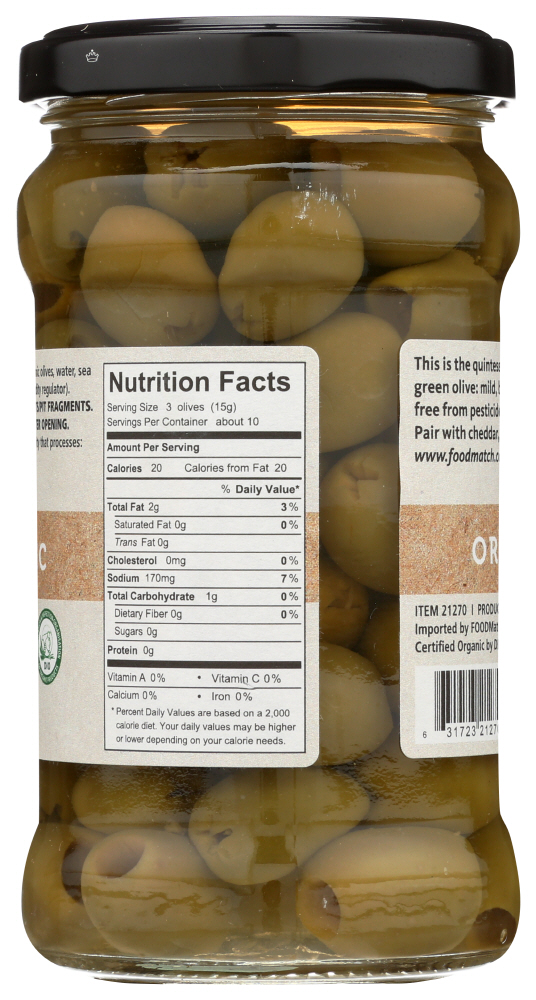 ic olives, water, sea
regulator).
PIT FRAGMENTS.
OPENING.
that processes:
C
Nutrition Facts
Serving Size 3 olives (15g)
Servings Per Container about 10
Amount Per Serving
Calories 20 Calories from Fat 20
% Daily Value*
Total Fat 2g 3%
Saturated Fat 0g 0%
Trans Fat 0g
Cholesterol 0mg 0%
Sodium 170mg 7%
Total Carbohydrate 1g 0%
Dietary Fiber 0g 0%
Sugars 0g
Protein 0g
Vitamin A 0% • Vitamin C 0%
Calcium 0% • Iron 0%
* Percent Daily Values are based on a 2,000
calorie diet. Your daily values may be higher
or lower depending on your calorie needs.
This is the quintes
green olive: mild,
free from pesticid
Pair with cheddar,
www.foodmatch.c
OR
ITEM 21270 | PRODU
Imported by FOODMat
Certified Organic by D
6 31723 2127